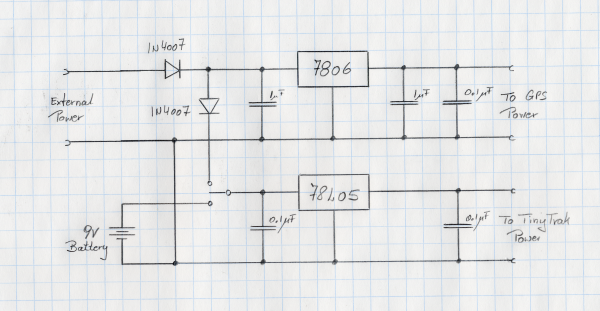 1N4007
7806
External
Power
1N4007
1µF
1µF
0.1µF
To GPS
Power
78L05
9V
Battery
0.1µF
0.1µF
To TinyTrak
Power